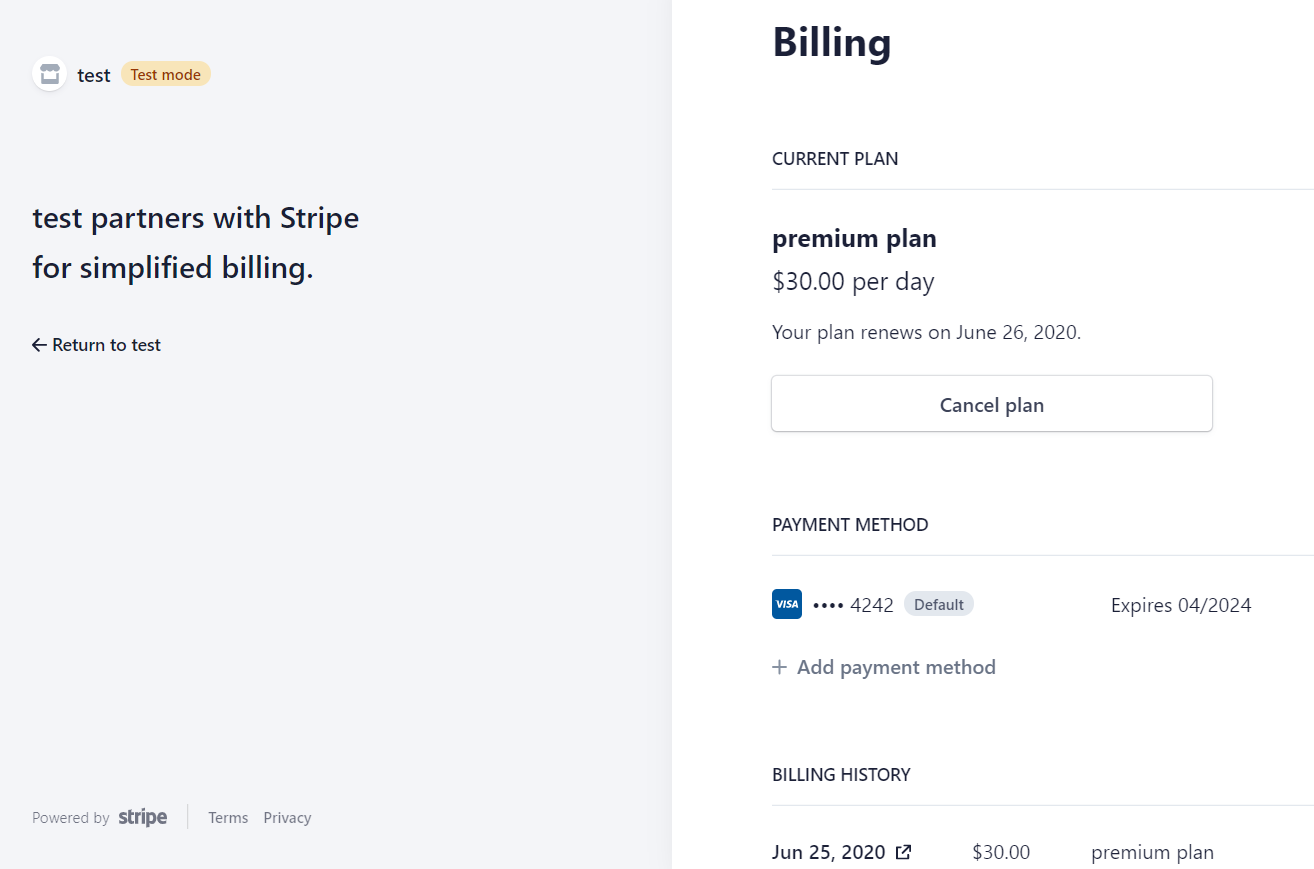 test Test mode
test partners with Stripe
for simplified billing.
← Return to test
Powered by stripe Terms Privacy
Billing
CURRENT PLAN
premium plan
$30.00 per day
Your plan renews on June 26, 2020.
Cancel plan
PAYMENT METHOD
VISA •••• 4242 Default Expires 04/2024
+ Add payment method
BILLING HISTORY
Jun 25, 2020 $30.00 premium plan